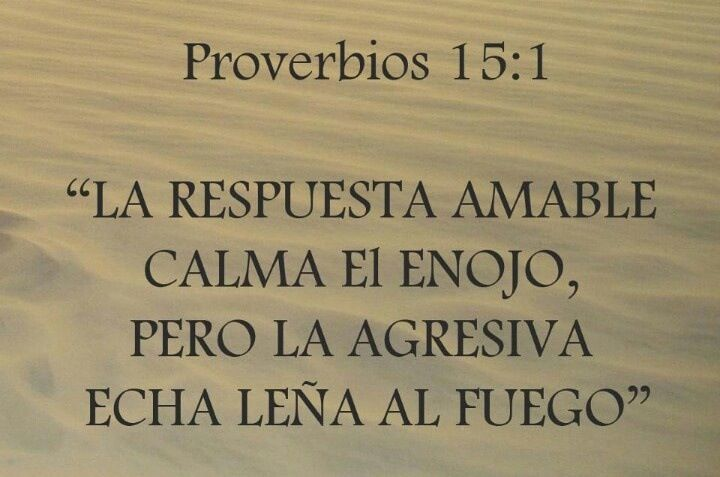 Proverbios 15:1
“LA RESPUESTA AMABLE
CALMA El ENOJO,
PERO LA AGRESIVA
ECHA LEÑA AL FUEGO”